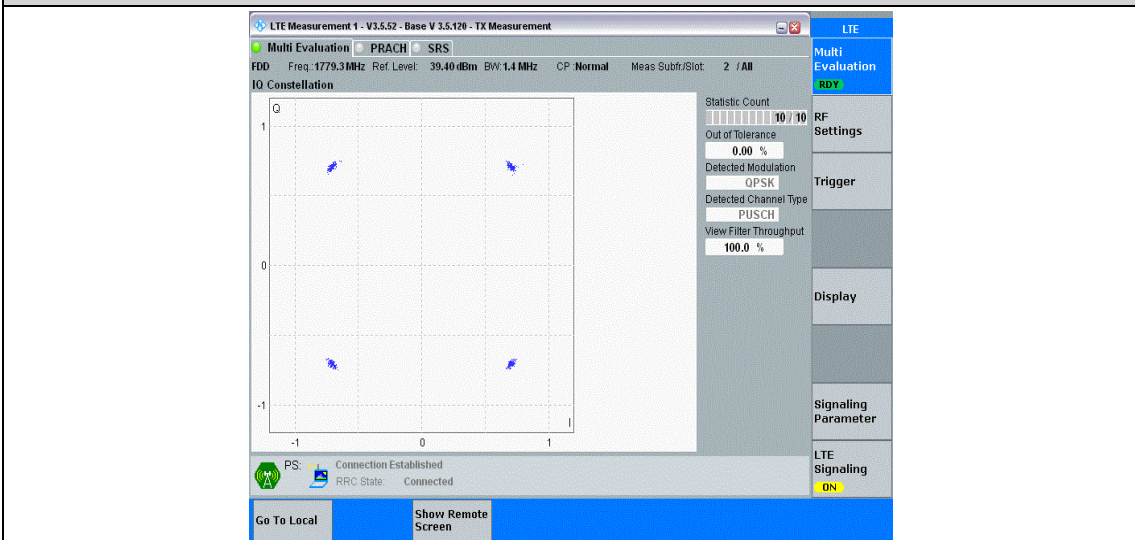 LTE Measurement 1 - V3.5.52 - Base V 3.5.120 - TX Measurement
LTE
Multi Evaluation PRACH SRS
Multi
Evaluation
RDY
FDD Freq.:1779.3 MHz Ref. Level: 39.40 dBm BW:1.4 MHz CP :Normal Meas Subfr./Slot: 2 / All
IQ Constellation
Q
1
0
-1
-1 0 1
I
Statistic Count
10 / 10
Out of Tolerance
0.00 %
Detected Modulation
QPSK
Detected Channel Type
PUSCH
View Filter Throughput
100.0 %
RF
Settings
Trigger
Display
Signaling
Parameter
LTE
Signaling
ON
PS: Connection Established
RRC State: Connected
Go To Local
Show Remote
Screen